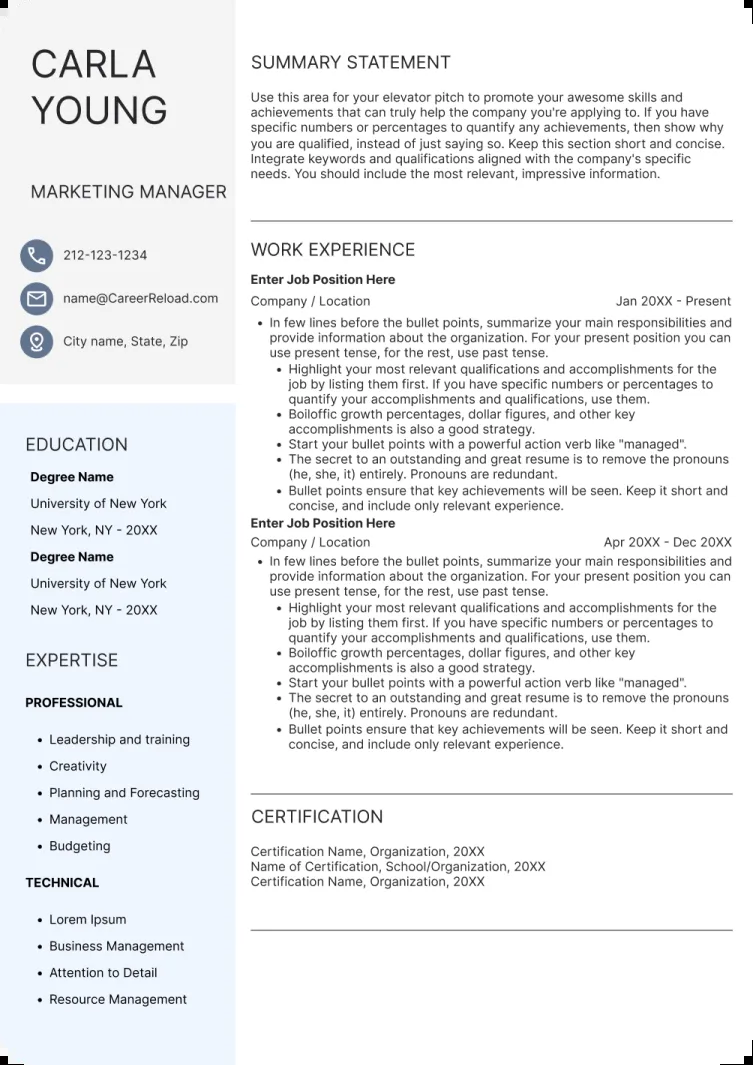 CARLA
YOUNG
MARKETING MANAGER
212-123-1234
name@CareerReload.com
City name, State, Zip
EDUCATION
Degree Name
University of New York
New York, NY - 20XX
Degree Name
University of New York
New York, NY - 20XX
EXPERTISE
PROFESSIONAL
• Leadership and training
• Creativity
• Planning and Forecasting
• Management
• Budgeting
TECHNICAL
• Lorem Ipsum
• Business Management
• Attention to Detail
• Resource Management
SUMMARY STATEMENT
Use this area for your elevator pitch to promote your awesome skills and
achievements that can truly help the company you're applying to. If you have
specific numbers or percentages to quantify any achievements, then show why
you are qualified, instead of just saying so. Keep this section short and concise.
Integrate keywords and qualifications aligned with the company's specific
needs. You should include the most relevant, impressive information.
WORK EXPERIENCE
Enter Job Position Here
Company / Location Jan 20XX - Present
• In few lines before the bullet points, summarize your main responsibilities and
provide information about the organization. For your present position you can
use present tense, for the rest, use past tense.
• Highlight your most relevant qualifications and accomplishments for the
job by listing them first. If you have specific numbers or percentages to
quantify your accomplishments and qualifications, use them.
• Boiloffic growth percentages, dollar figures, and other key
accomplishments is also a good strategy.
• Start your bullet points with a powerful action verb like "managed".
• The secret to an outstanding and great resume is to remove the pronouns
(he, she, it) entirely. Pronouns are redundant.
• Bullet points ensure that key achievements will be seen. Keep it short and
concise, and include only relevant experience.
Enter Job Position Here
Company / Location Apr 20XX - Dec 20XX
• In few lines before the bullet points, summarize your main responsibilities and
provide information about the organization. For your present position you can
use present tense, for the rest, use past tense.
• Highlight your most relevant qualifications and accomplishments for the
job by listing them first. If you have specific numbers or percentages to
quantify your accomplishments and qualifications, use them.
• Boiloffic growth percentages, dollar figures, and other key
accomplishments is also a good strategy.
• Start your bullet points with a powerful action verb like "managed".
• The secret to an outstanding and great resume is to remove the pronouns
(he, she, it) entirely. Pronouns are redundant.
• Bullet points ensure that key achievements will be seen. Keep it short and
concise, and include only relevant experience.
CERTIFICATION
Certification Name, Organization, 20XX
Name of Certification, School/Organization, 20XX
Certification Name, Organization, 20XX